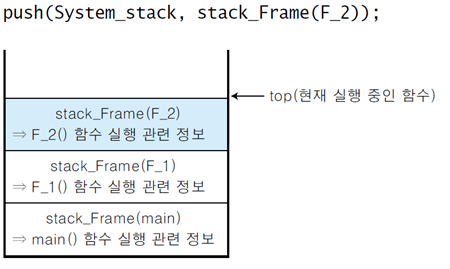 push(System_stack, stack_Frame(F_2));
top(현재 실행 중인 함수)
stack_Frame(F_2)
⇒ F_2() 함수 실행 관련 정보
stack_Frame(F_1)
⇒ F_1() 함수 실행 관련 정보
stack_Frame(main)
⇒ main() 함수 실행 관련 정보